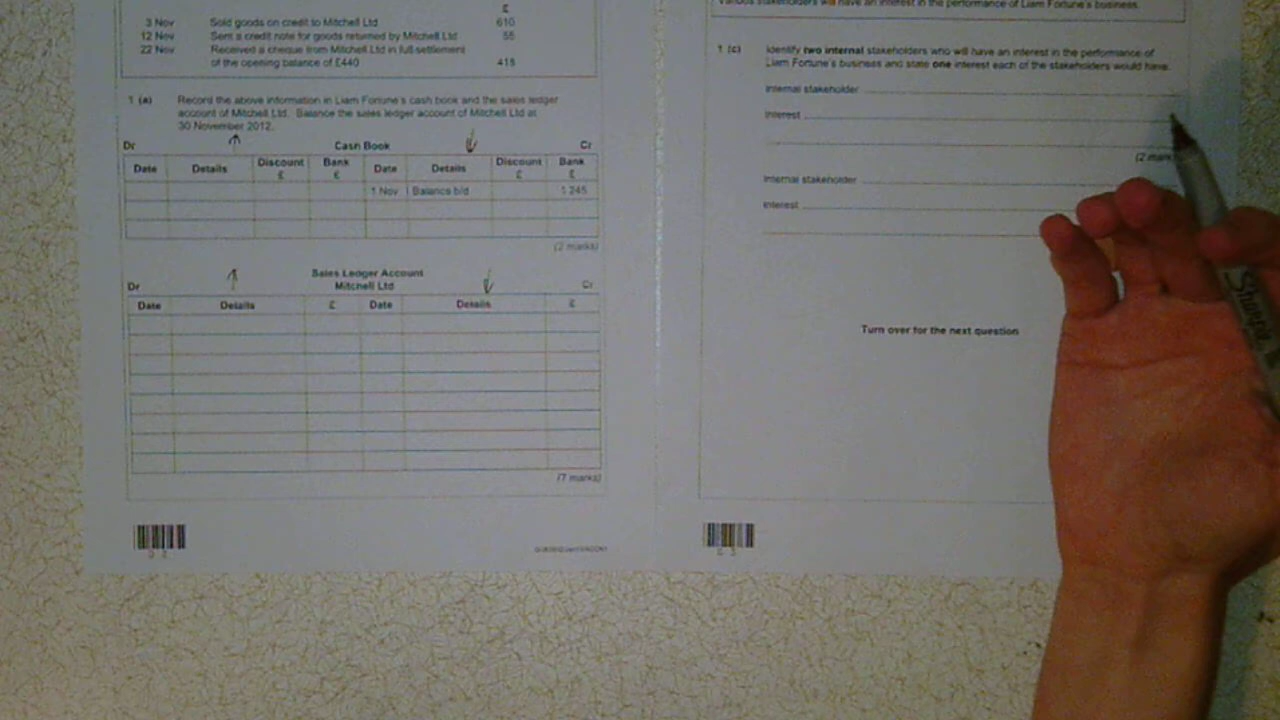 £
3 Nov Sold goods on credit to Mitchell Ltd 610
12 Nov Sent a credit note for goods returned by Mitchell Ltd 55
22 Nov Received a cheque from Mitchell Ltd in full settlement
of the opening balance of £440 418
1 (a) Record the above information in Liam Fortune's cash book and the sales ledger
account of Mitchell Ltd. Balance the sales ledger account of Mitchell Ltd at
30 November 2012.
Dr Cash Book Cr
Date Details Discount £ Bank £ Date Details Discount £ Bank £
1 Nov Balance b/d 1 245
(2 marks)
Sales Ledger Account
Dr Mitchell Ltd Cr
Date Details £ Date Details £
(7 marks)
Various stakeholders will have an interest in the performance of Liam Fortune's business.
1 (c) Identify two internal stakeholders who will have an interest in the performance of
Liam Fortune's business and state one interest each of the stakeholders would have.
Internal stakeholder
Interest
(2 mark
Internal stakeholder
Interest
Turn over for the next question
Sharpie